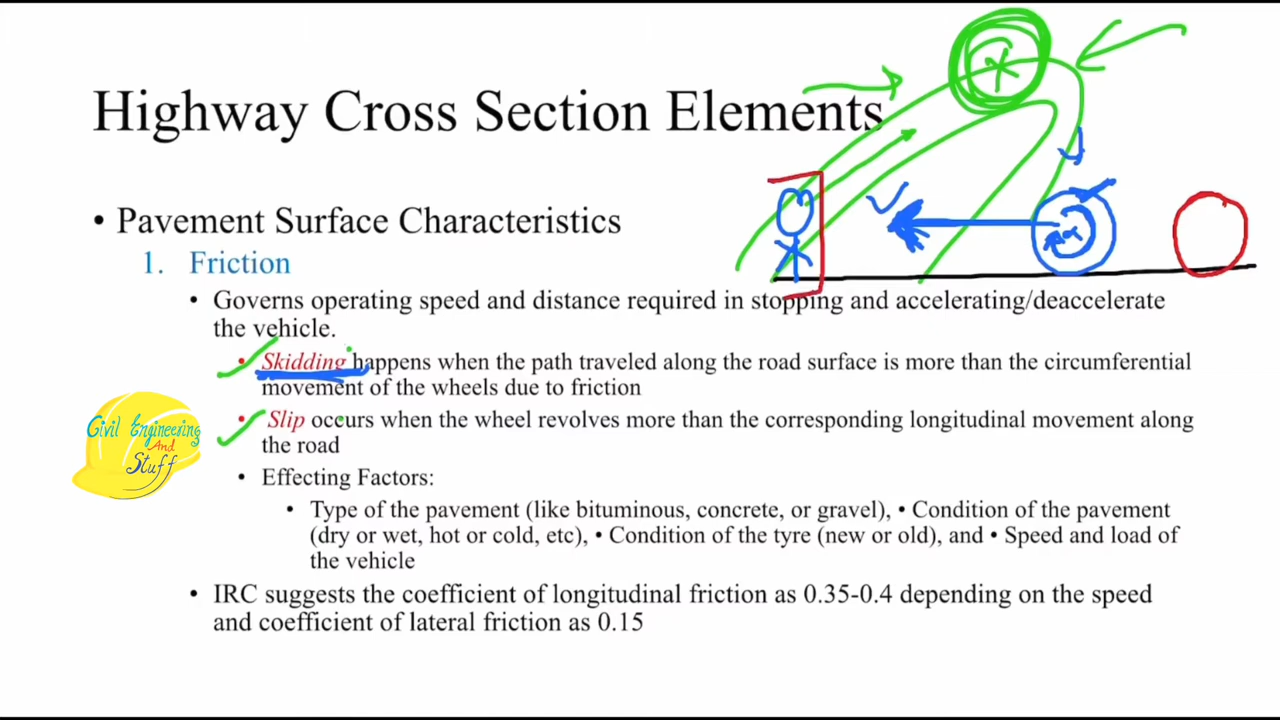 Highway Cross Section Elements
• Pavement Surface Characteristics
1. Friction
• Governs operating speed and distance required in stopping and accelerating/deaccelerate
the vehicle.
• Skidding happens when the path traveled along the road surface is more than the circumferential
movement of the wheels due to friction
• Slip occurs when the wheel revolves more than the corresponding longitudinal movement along
the road
• Effecting Factors:
• Type of the pavement (like bituminous, concrete, or gravel), • Condition of the pavement
(dry or wet, hot or cold, etc), • Condition of the tyre (new or old), and • Speed and load of
the vehicle
• IRC suggests the coefficient of longitudinal friction as 0.35-0.4 depending on the speed
and coefficient of lateral friction as 0.15
Civil Engineering
And
Stuff